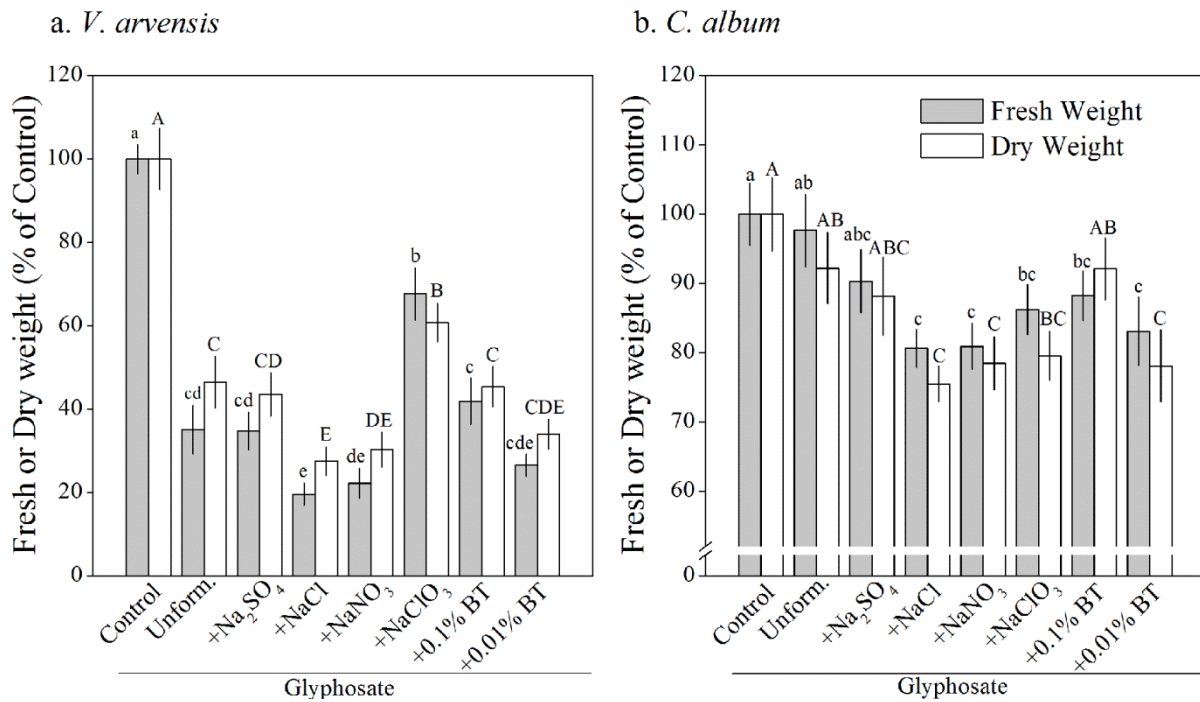 a. V. arvensis
Fresh or Dry weight (% of Control)
120
100
80
60
40
20
0
a A
cd C
cd CD
e E
de DE
b B
c C
cde CDE
Control
Unform.
+Na₂SO₄
+NaCl
+NaNO₃
+NaClO₃
+0.1% BT
+0.01% BT
Glyphosate
b. C. album
Fresh or Dry weight (% of Control)
120
110
100
90
80
70
60
0
Fresh Weight
Dry Weight
a A
ab AB
abc ABC
c C
c C
bc BC
bc AB
c C
Control
Unform.
+Na₂SO₄
+NaCl
+NaNO₃
+NaClO₃
+0.1% BT
+0.01% BT
Glyphosate